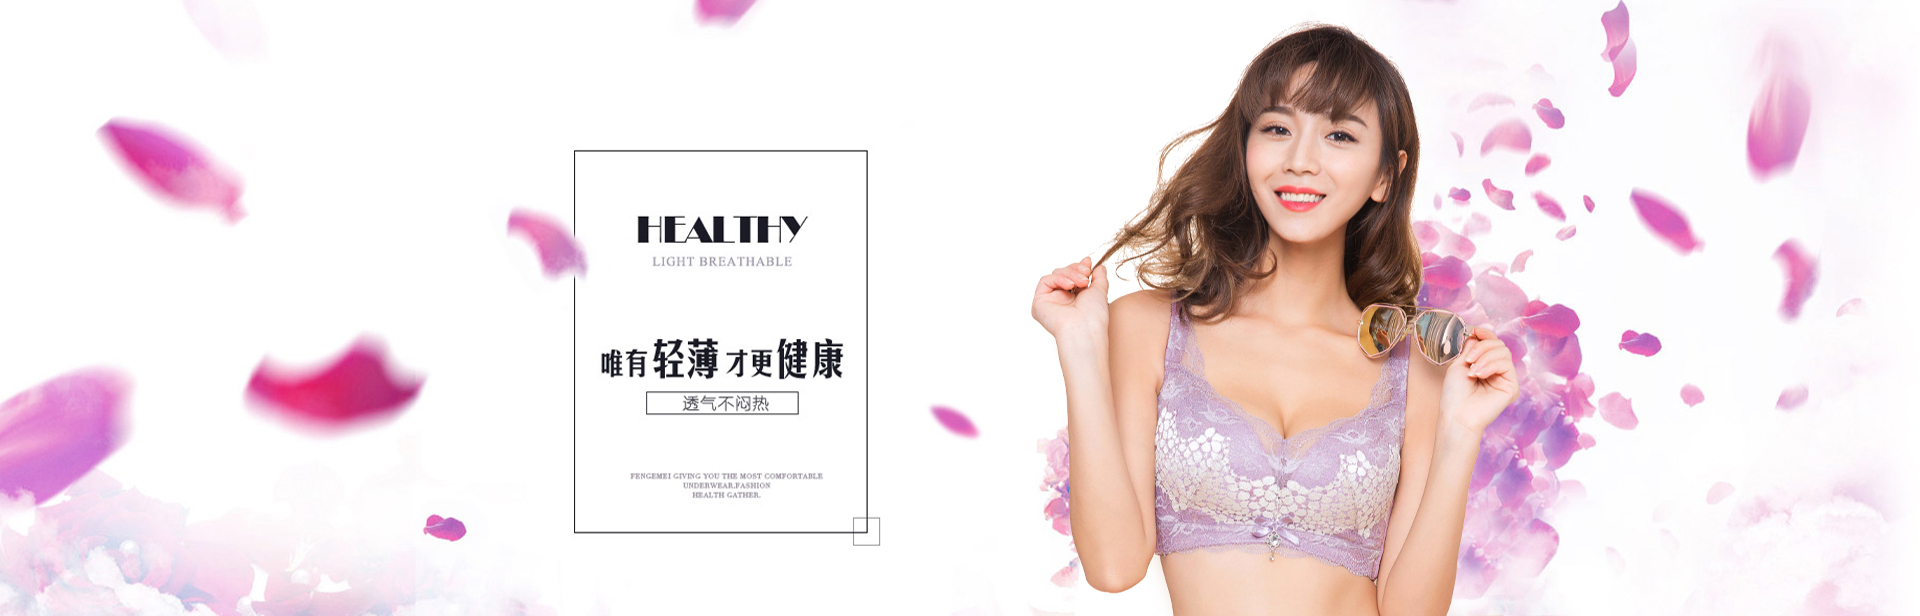 HEALTHY
LIGHT BREATHABLE
唯有轻薄才更健康
透气不闷热
FENGEMEI GIVING YOU THE MOST COMFORTABLE
UNDERWEAR.FASHION
HEALTH GATHER.